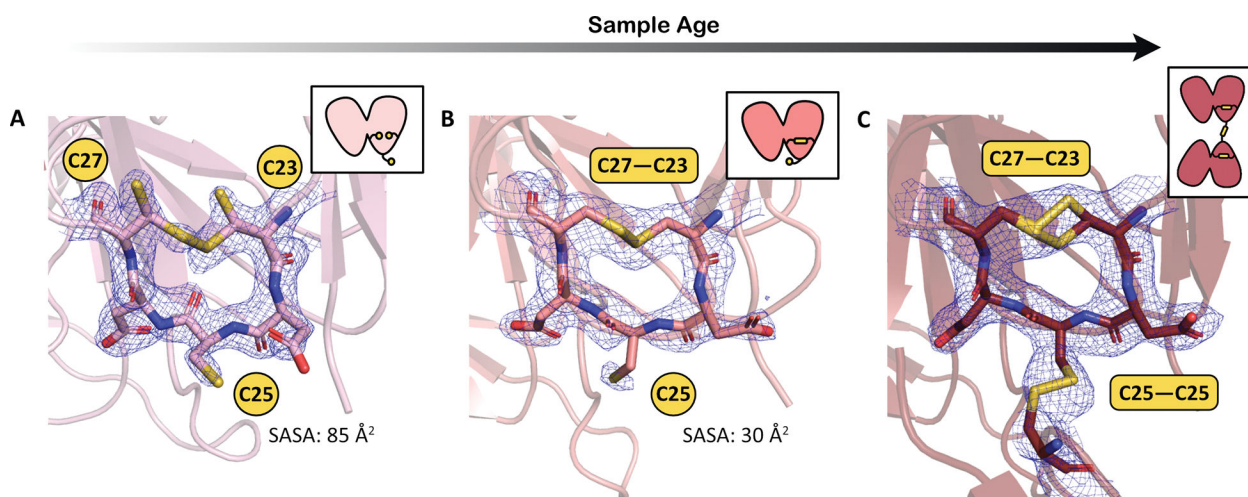 Sample Age
A
C27
C23
C25
SASA: 85 Å²
B
C27—C23
C25
SASA: 30 Å²
C
C27—C23
C25—C25